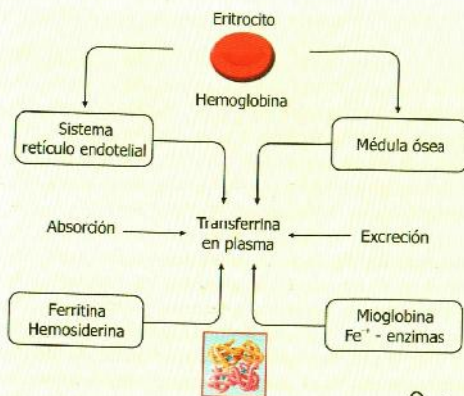 Eritrocito
Hemoglobina
Sistema
retículo endotelial
Médula ósea
Absorción
Transferrina
en plasma
Excreción
Ferritina
Hemosiderina
Mioglobina
- enzimas